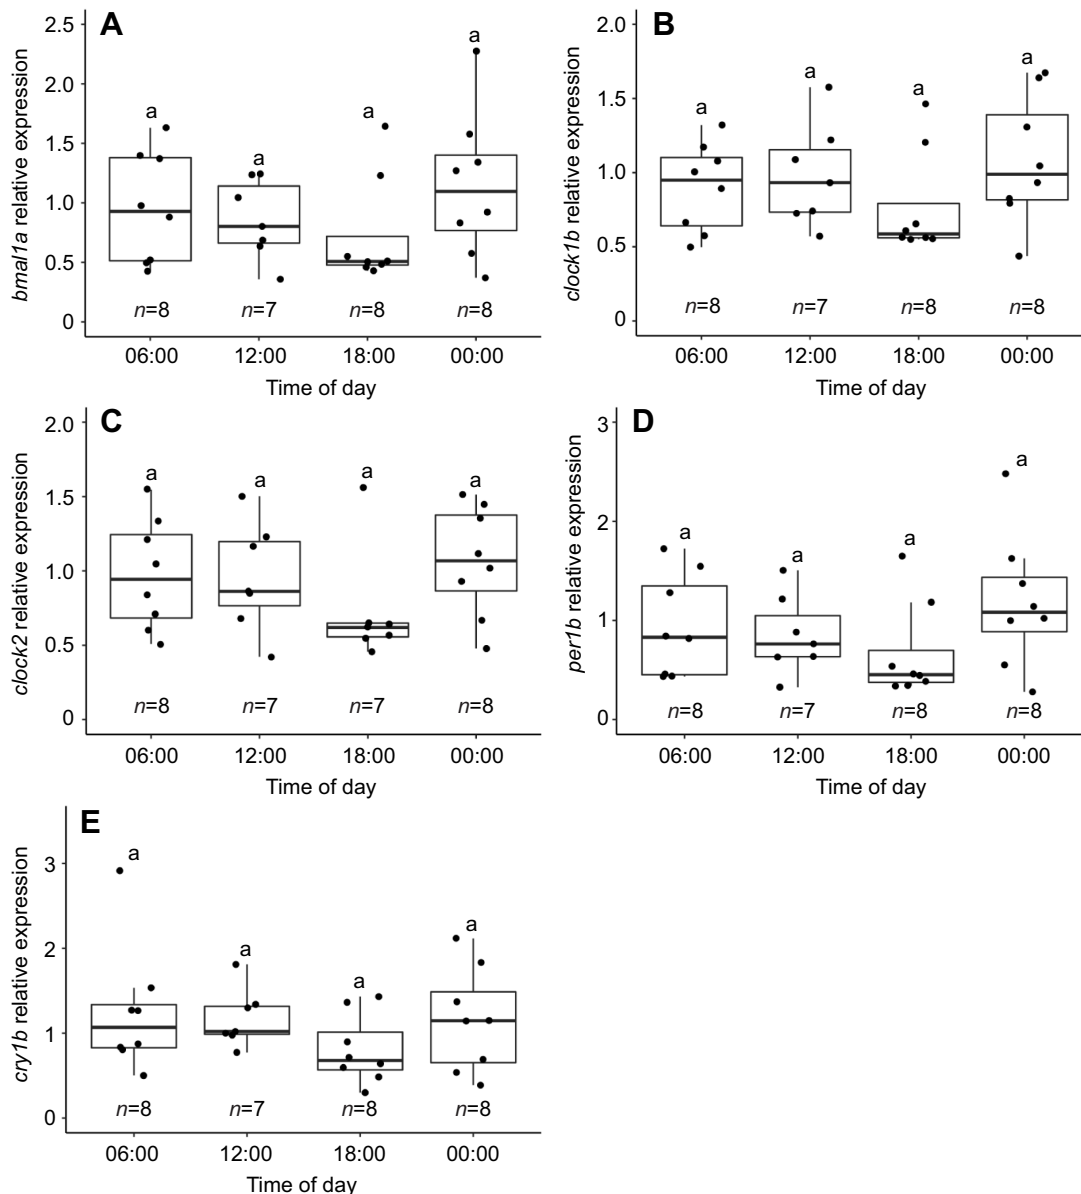 A
bmal1a relative expression
2.5
2.0
1.5
1.0
0.5
0
a
a
a
a
n=8
n=7
n=8
n=8
06:00
12:00
18:00
00:00
Time of day
B
clock1b relative expression
2.0
1.5
1.0
0.5
0
a
a
a
a
n=8
n=7
n=8
n=8
06:00
12:00
18:00
00:00
Time of day
C
clock2 relative expression
2.0
1.5
1.0
0.5
0
a
a
a
a
n=8
n=7
n=7
n=8
06:00
12:00
18:00
00:00
Time of day
D
per1b relative expression
3
2
1
0
a
a
a
a
n=8
n=7
n=8
n=8
06:00
12:00
18:00
00:00
Time of day
E
cry1b relative expression
3
2
1
0
a
a
a
a
n=8
n=7
n=8
n=8
06:00
12:00
18:00
00:00
Time of day